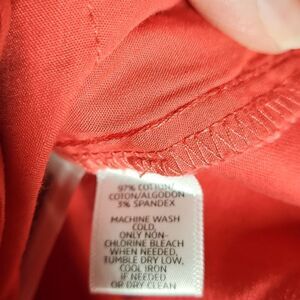 97% COTTON/
COTON/ALGODON
3% SPANDEX
MACHINE WASH
COLD,
ONLY NON-
CHLORINE BLEACH
WHEN NEEDED,
TUMBLE DRY LOW,
COOL IRON
IF NEEDED
OR DRY CLEAN